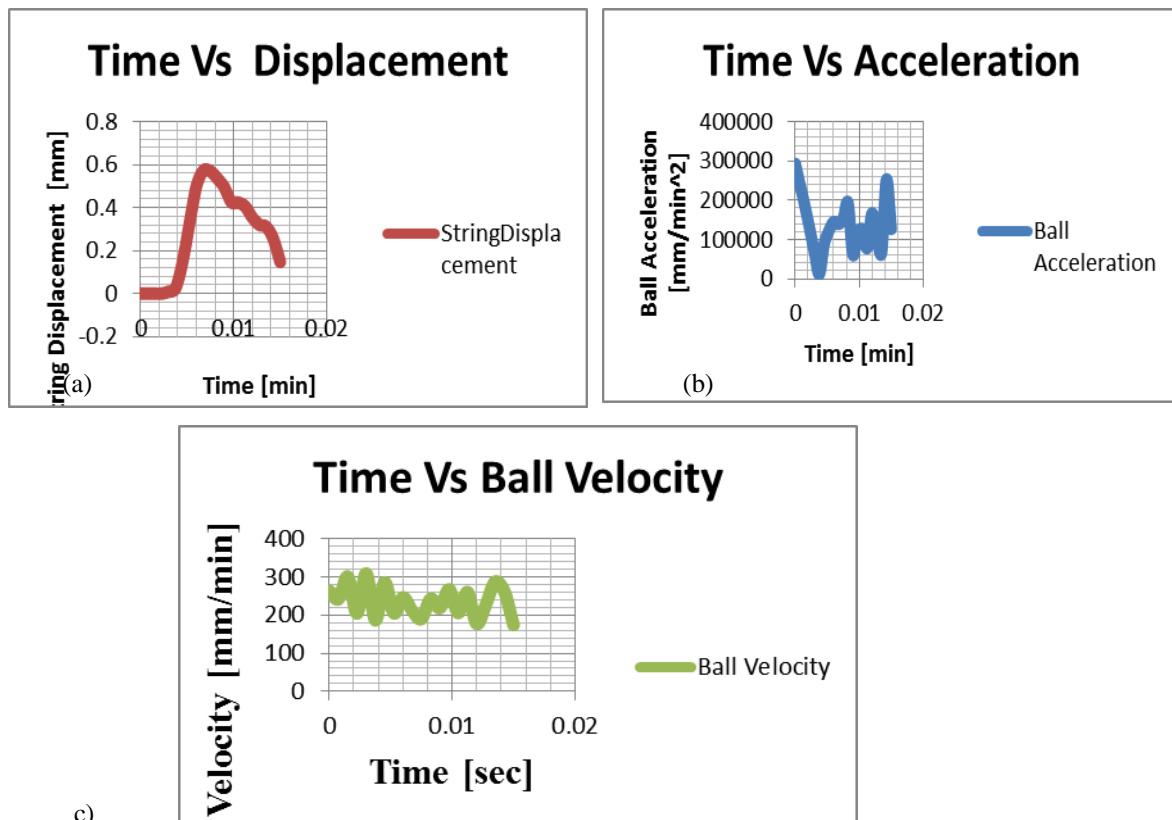 Time Vs Displacement
String Displacement [mm]
0.8
0.6
0.4
0.2
0
-0.2
0 0.01 0.02
Time [min]
StringDispla
cement
(a)
Time Vs Acceleration
Ball Acceleration
[mm/min^2]
400000
300000
200000
100000
0
0 0.01 0.02
Time [min]
Ball
Acceleration
(b)
Time Vs Ball Velocity
Velocity [mm/min]
400
300
200
100
0
0 0.01 0.02
Time [sec]
Ball Velocity
c)